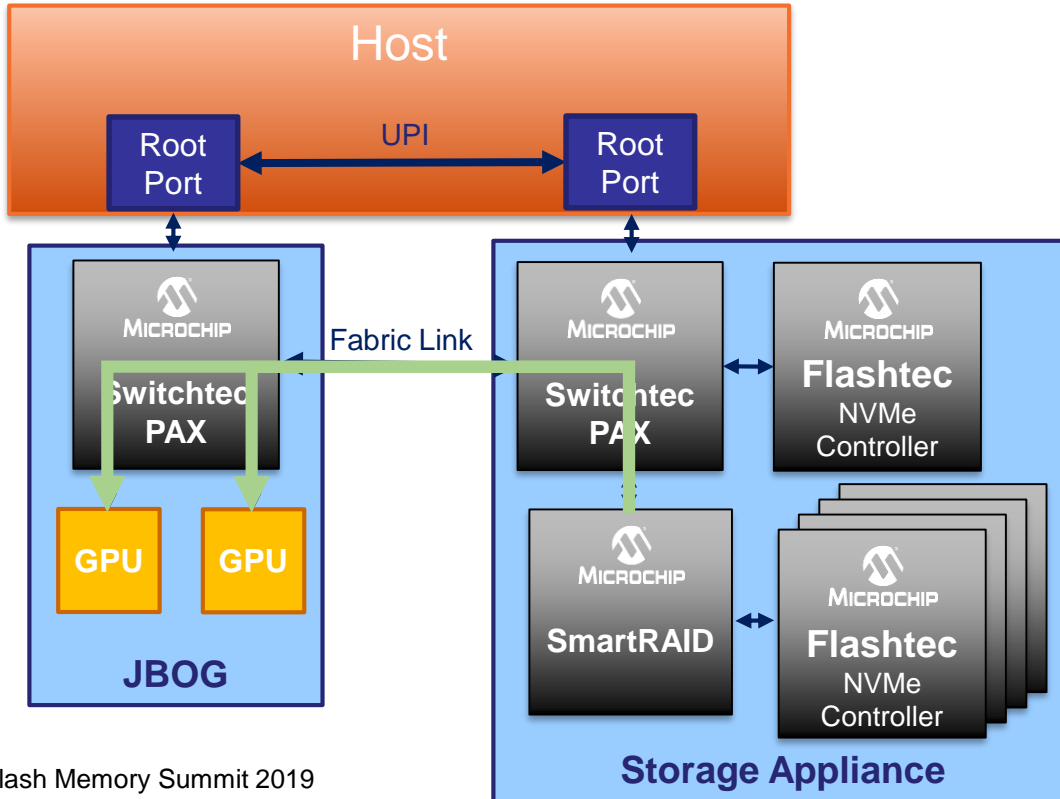 Host
UPI
Root
Port
Root
Port
MICROCHIP
Switchtec
PAX
Fabric Link
MICROCHIP
Switchtec
PAX
MICROCHIP
Flashtec
NVMe
Controller
GPU
GPU
JBOG
MICROCHIP
SmartRAID
MICROCHIP
Flashtec
NVMe
Controller
Storage Appliance
lash Memory Summit 2019